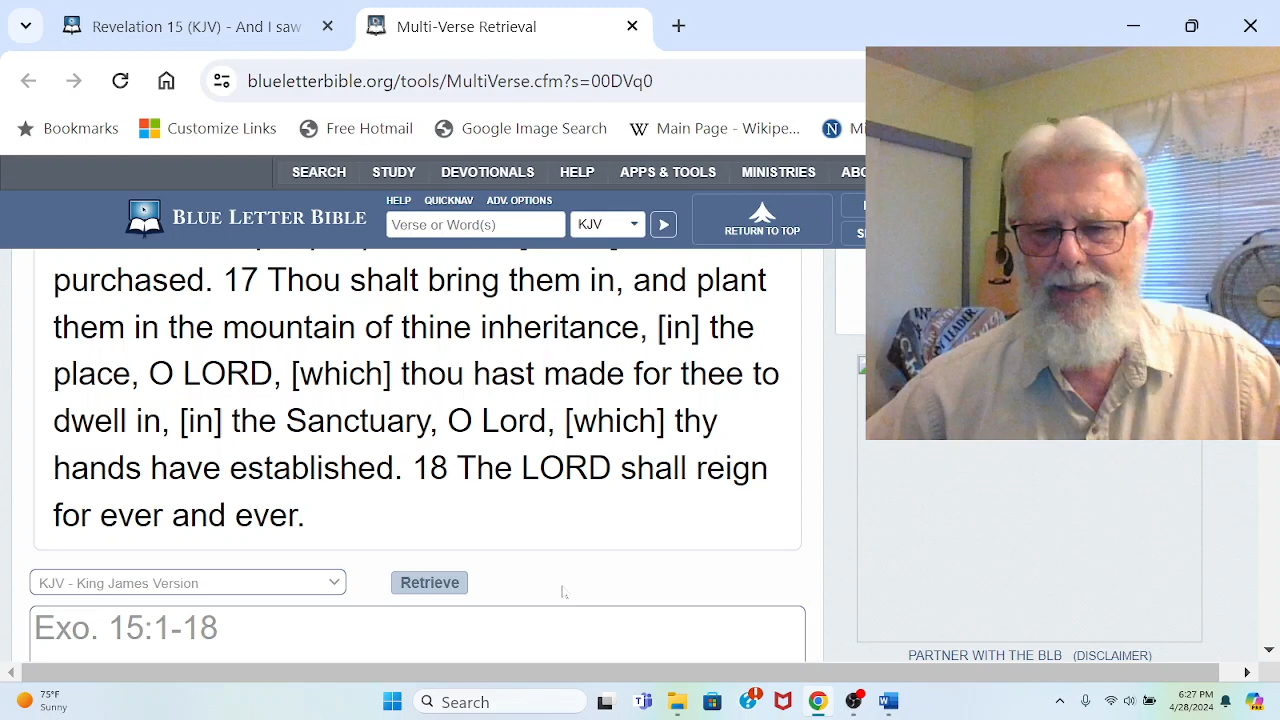 Revelation 15 (KJV) - And I saw
Multi-Verse Retrieval
blueletterbible.org/tools/MultiVerse.cfm?s=00DVq0
Bookmarks Customize Links Free Hotmail Google Image Search W Main Page - Wikipe... N Mi
SEARCH STUDY DEVOTIONALS HELP APPS & TOOLS MINISTRIES ABO
HELP QUICKNAV ADV. OPTIONS
BLUE LETTER BIBLE Verse or Word(s) KJV
RETURN TO TOP
purchased. 17 Thou shalt bring them in, and plant
them in the mountain of thine inheritance, [in] the
place, O LORD, [which] thou hast made for thee to
dwell in, [in] the Sanctuary, O Lord, [which] thy
hands have established. 18 The LORD shall reign
for ever and ever.
KJV - King James Version Retrieve
Exo. 15:1-18
OF LEADER
PARTNER WITH THE BLB (DISCLAIMER)
75°F
Sunny
Search
6:27 PM
4/28/2024